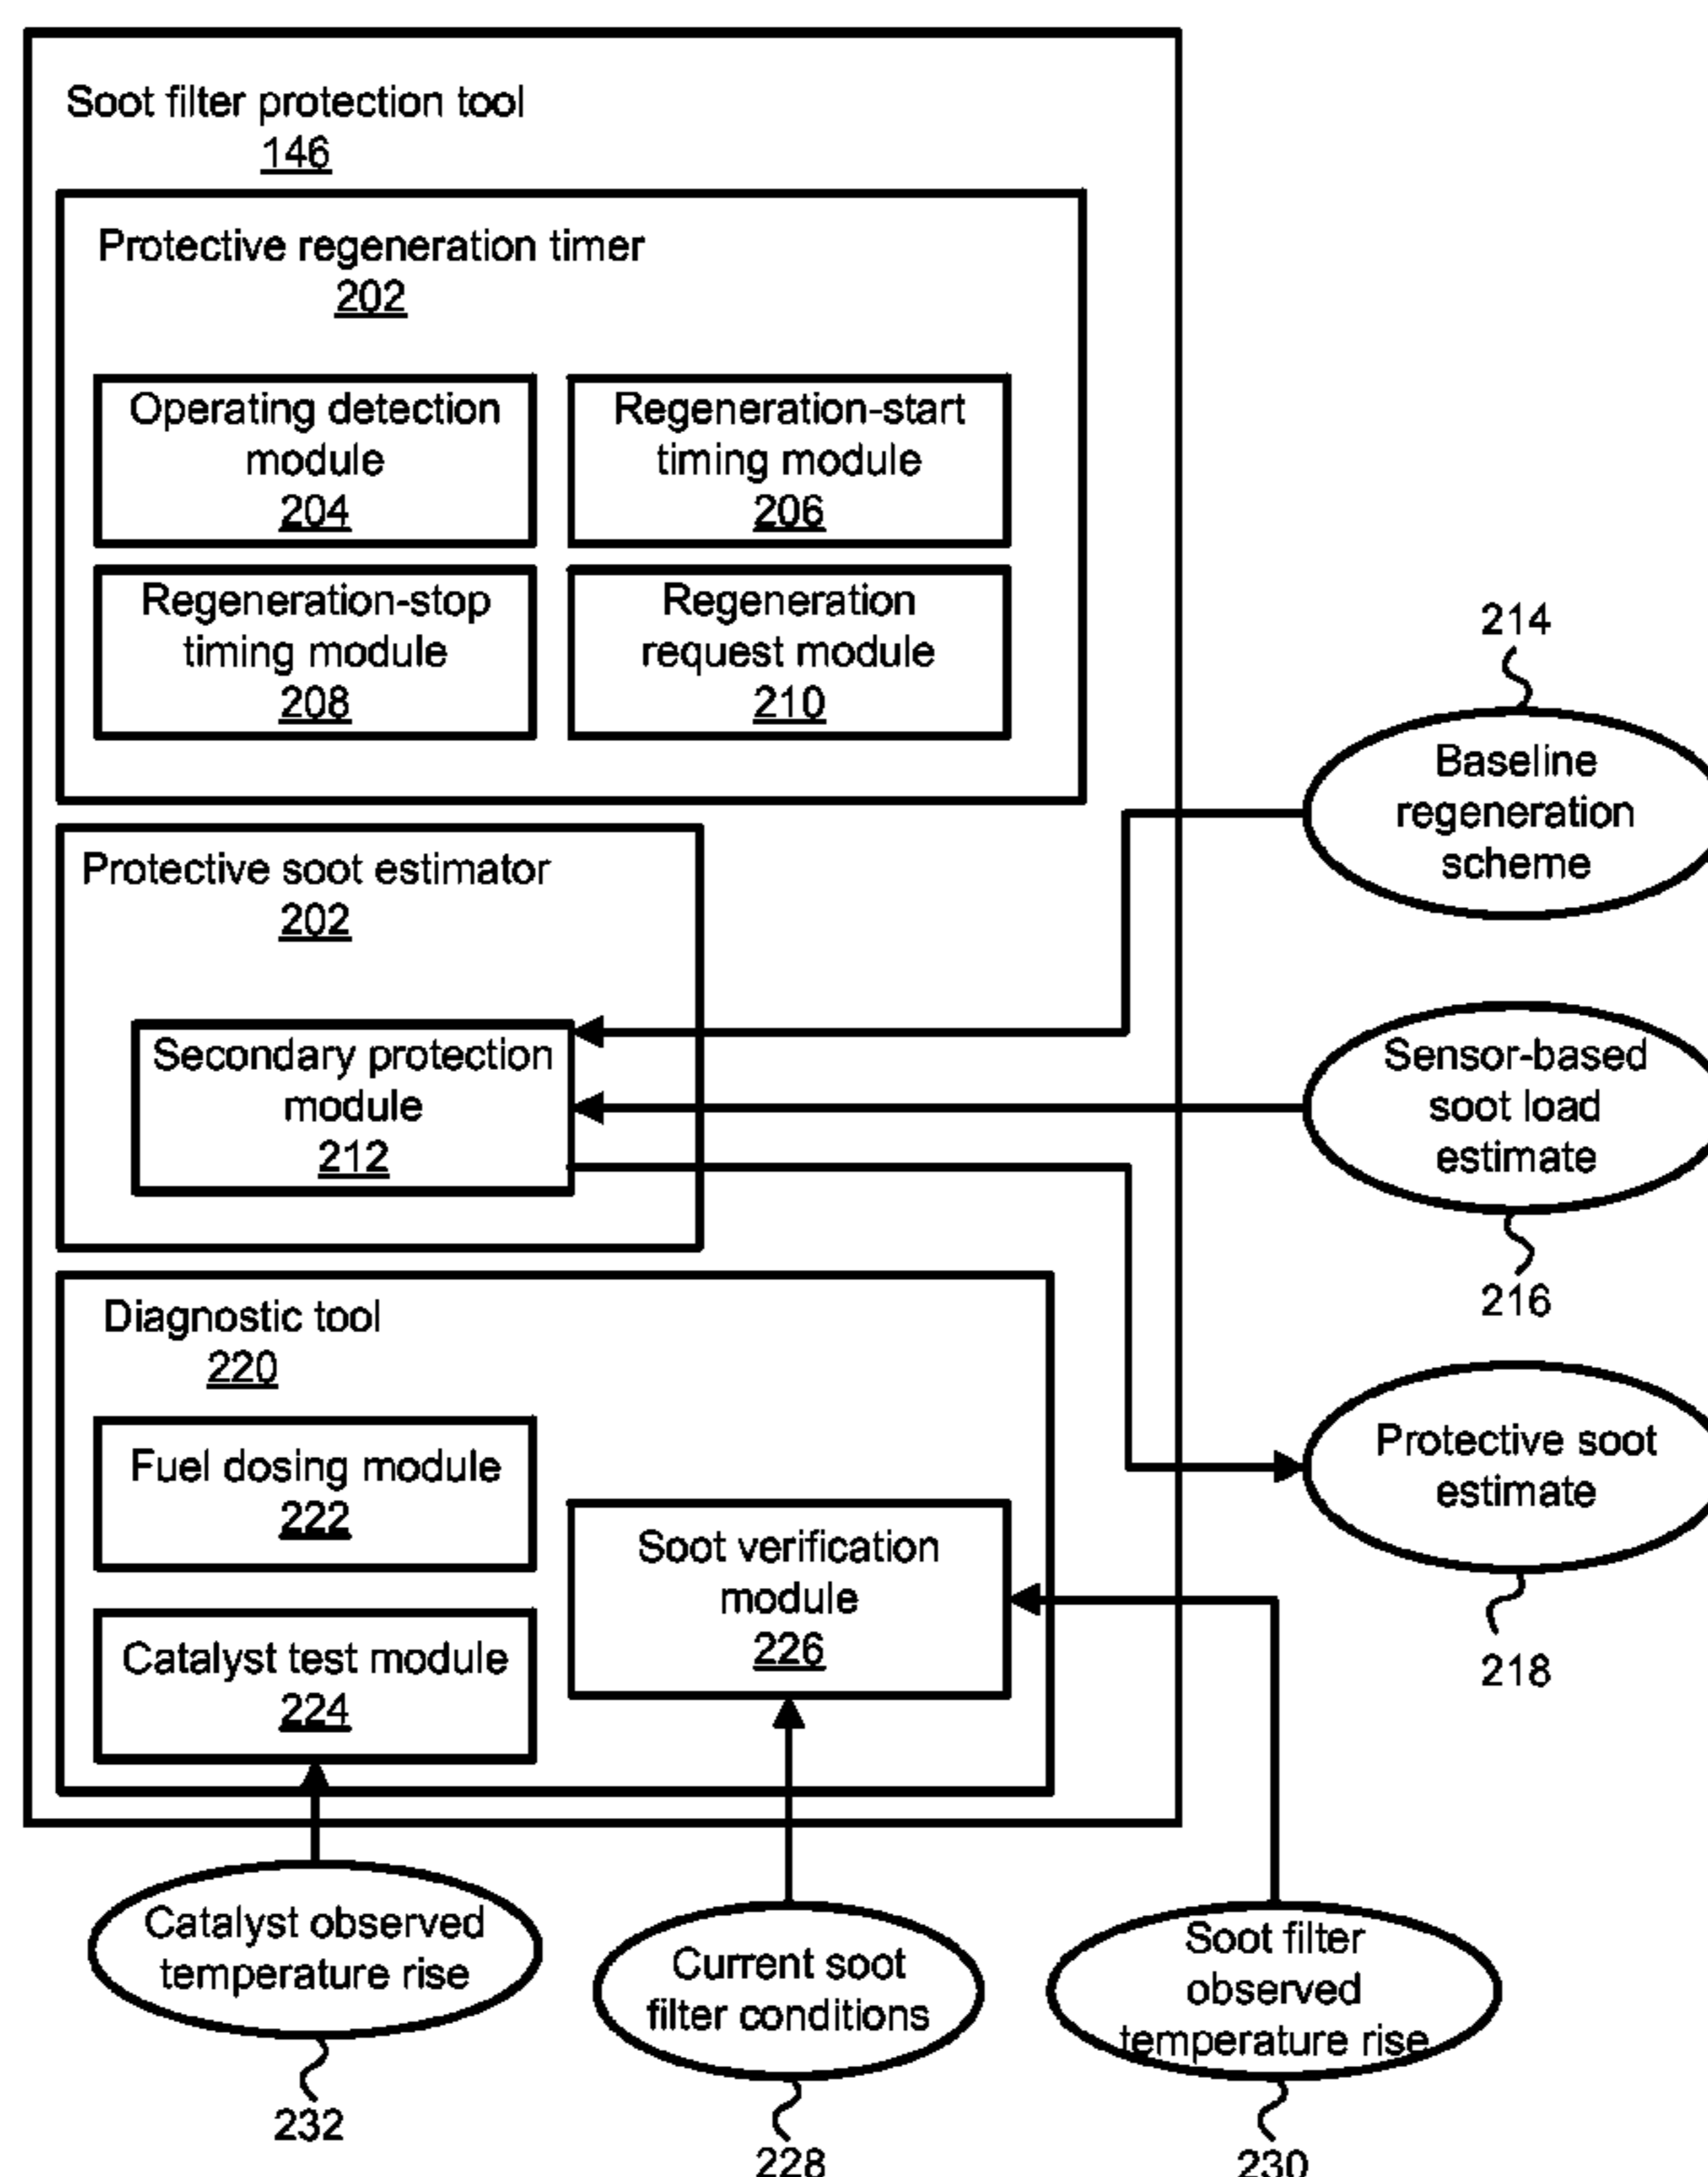 Soot filter protection tool
146
Protective regeneration timer
202
Operating detection
module
204
Regeneration-start
timing module
206
Regeneration-stop
timing module
208
Regeneration
request module
210
214
Baseline
regeneration
scheme
Protective soot estimator
202
Secondary protection
module
212
Sensor-based
soot load
estimate
216
Diagnostic tool
220
Fuel dosing module
222
Catalyst test module
224
Soot verification
module
226
Protective soot
estimate
218
Catalyst observed
temperature rise
232
Current soot
filter conditions
228
Soot filter
observed
temperature rise
230